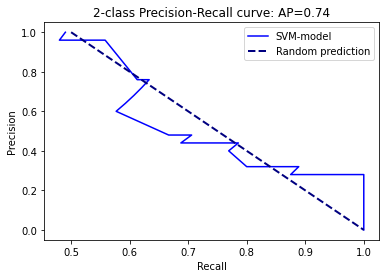 2-class Precision-Recall curve: AP=0.74
SVM-model
Random prediction
Precision
1.0
0.8
0.6
0.4
0.2
0.0
0.5 0.6 0.7 0.8 0.9 1.0
Recall